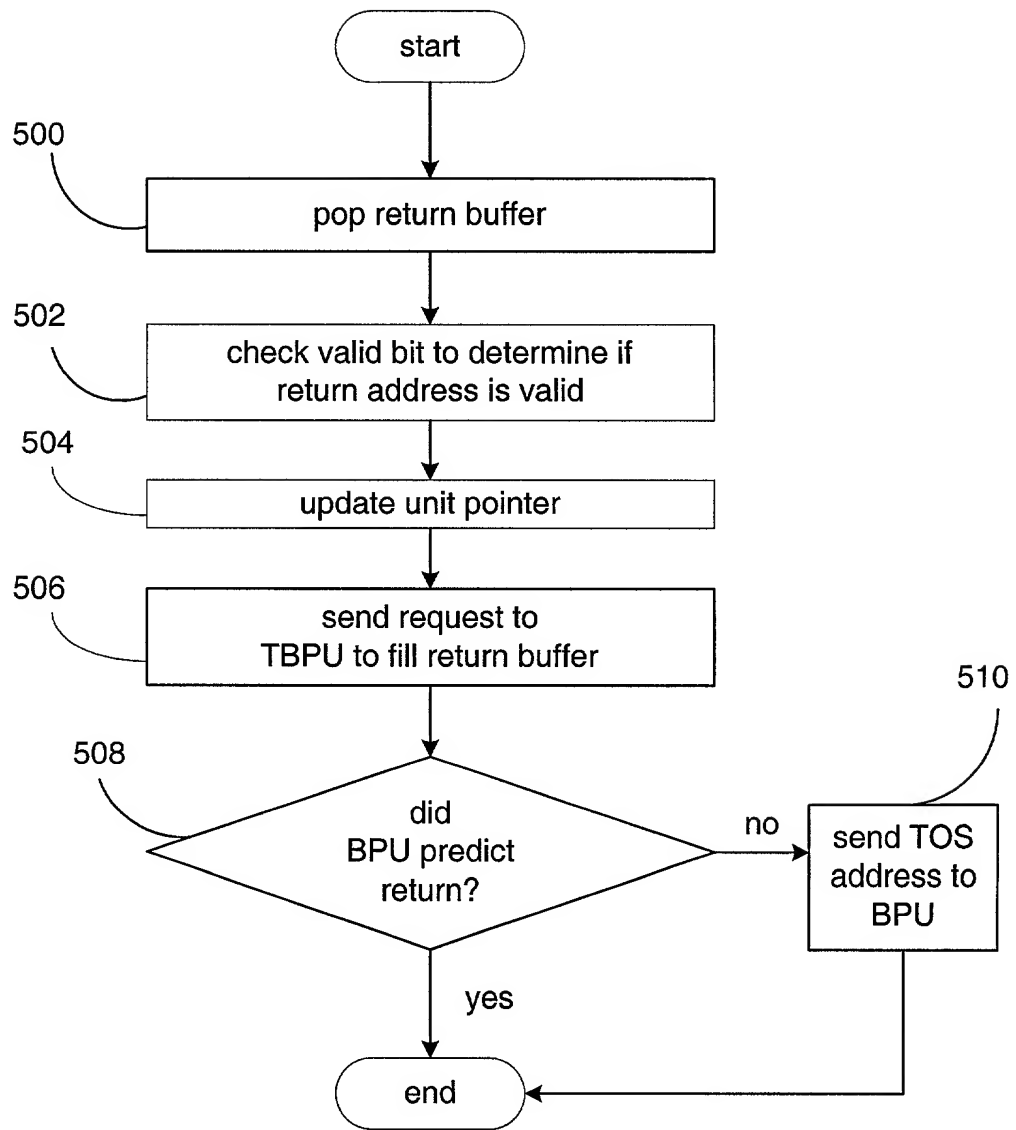 start
500
pop return buffer
502
check valid bit to determine if
return address is valid
504
update unit pointer
506
send request to
TBPU to fill return buffer
508
did
BPU predict
return?
no
510
send TOS
address to
BPU
yes
end